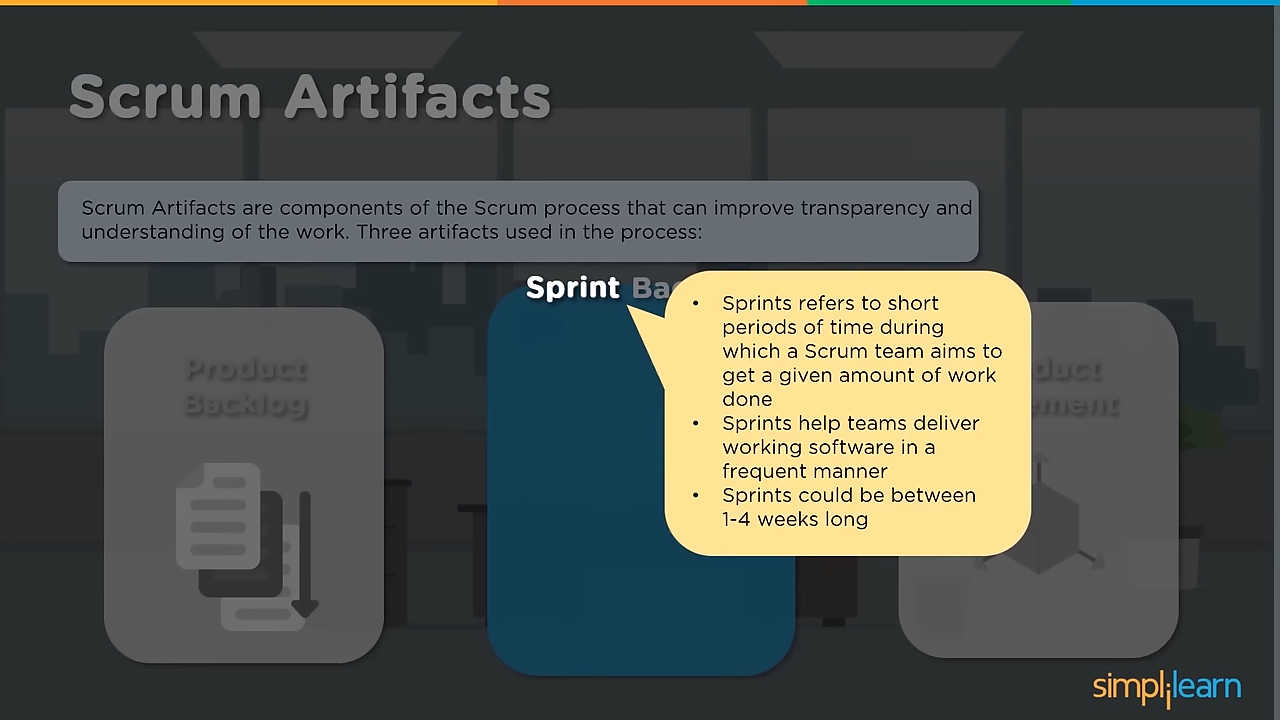 Scrum Artifacts
Scrum Artifacts are components of the Scrum process that can improve transparency and
understanding of the work. Three artifacts used in the process:
Product
Backlog
Sprint
• Sprints refers to short
periods of time during
which a Scrum team aims to
get a given amount of work
done
• Sprints help teams deliver
working software in a
frequent manner
• Sprints could be between
1-4 weeks long
simplilearn